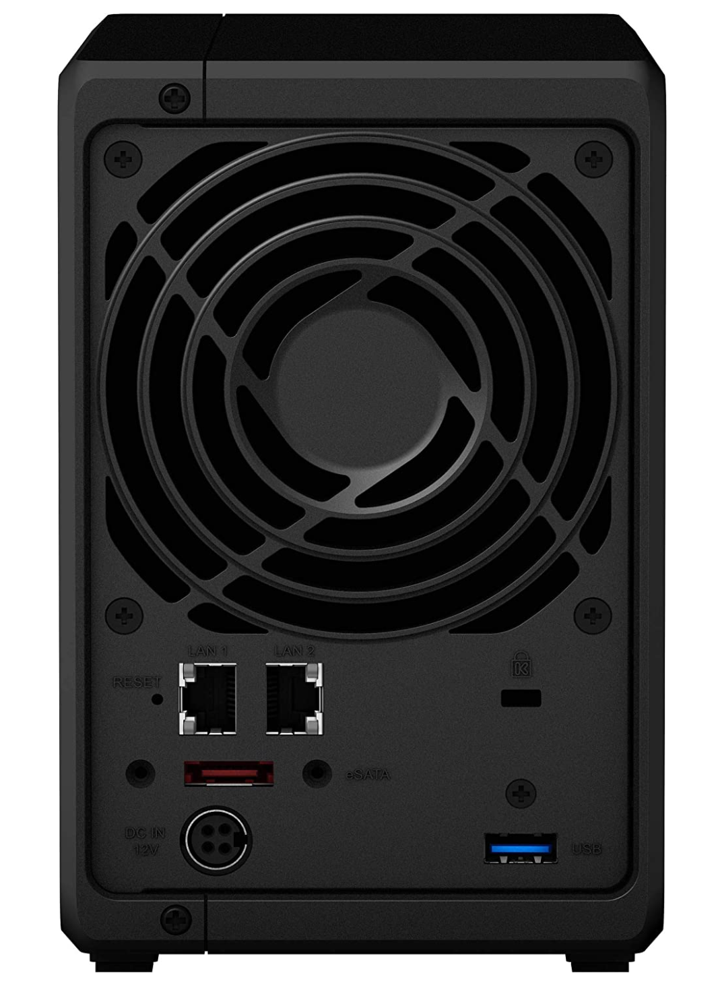 LAN 1
LAN 2
RESET
K
eSATA
DC IN
12V
USB